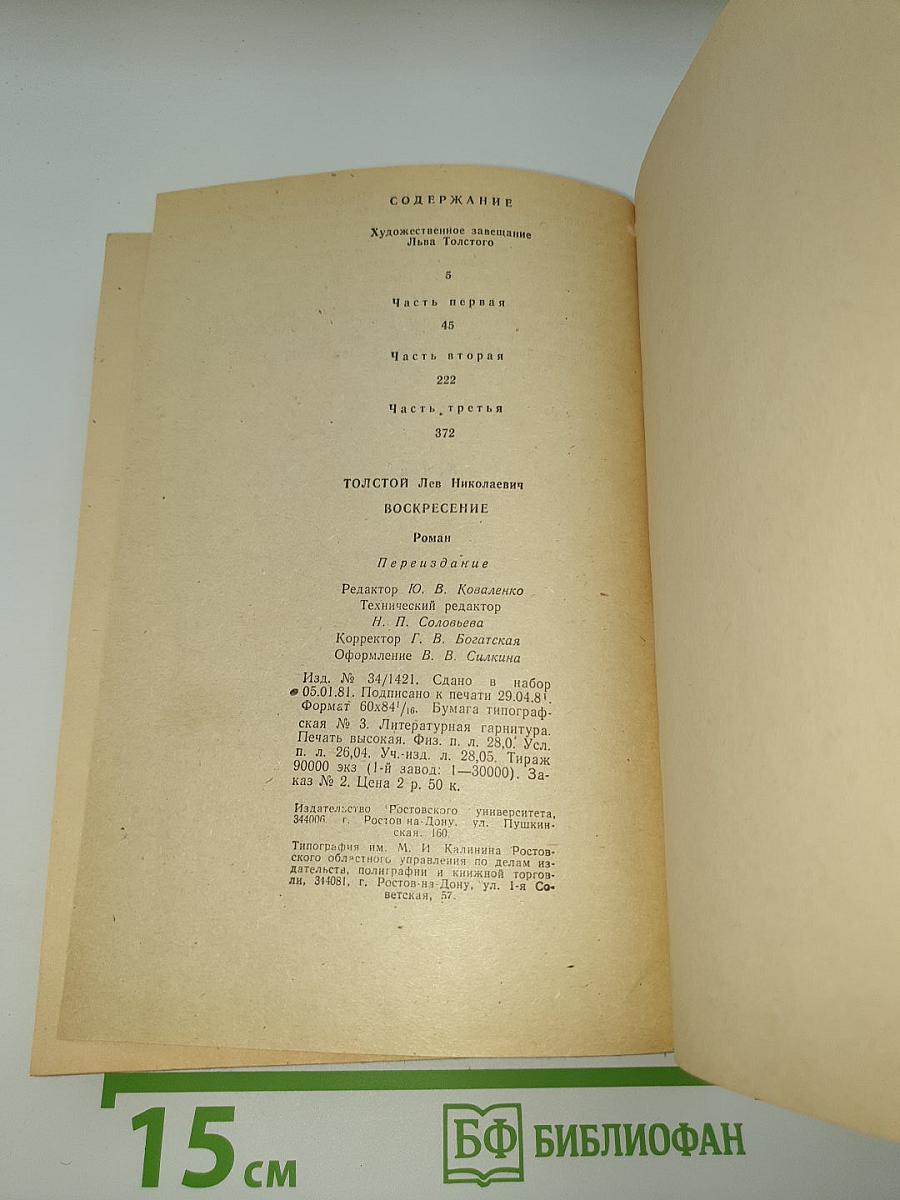 СОДЕРЖАНИЕ
Художественное завещание
Льва Толстого
5
Часть первая
45
Часть вторая
222
Часть третья
372
ТОЛСТОЙ Лев Николаевич
ВОСКРЕСЕНИЕ
Роман
Переиздание
Редактор Ю. В. Коваленко
Технический редактор
Н. П. Соловьева
Корректор Г. В. Богатская
Оформление В. В. Силкина
Изд. № 34/1421. Сдано в набор
05.01.81. Подписано к печати 29.04.81.
Формат 60х84¹/₁₆. Бумага типограф-
ская № 3. Литературная гарнитура.
Печать высокая. Физ. п. л. 28,0. Усл.
п. л. 26,04. Уч.-изд. л. 28,05. Тираж
90000 экз (1-й завод: 1—30000). За-
каз № 2. Цена 2 р. 50 к.
Издательство Ростовского университета,
344006 г. Ростов на-Дону, ул. Пушкин-
ская, 160.
Типография им. М. И Калинина Ростов-
ского областного управления по делам из-
дательств, полиграфии и книжной торгов-
ли, 344081, г. Ростов-на-Дону, ул. 1-я Со-
ветская, 57.
15 см
БФ БИБЛИОФАН